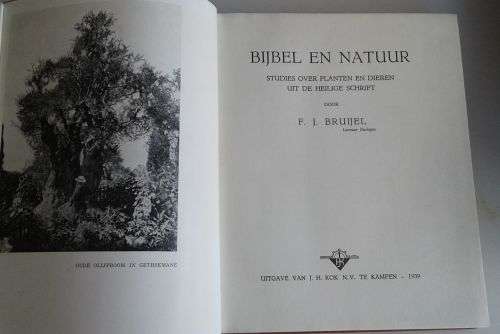 OUDE OLIJFBOOM IN GETHSEMANE
BIJBEL EN NATUUR
STUDIES OVER PLANTEN EN DIEREN
UIT DE HEILIGE SCHRIFT
DOOR
F. J. BRUIJEL
UITGAVE VAN J. H. KOK N.V. TE KAMPEN - 1939